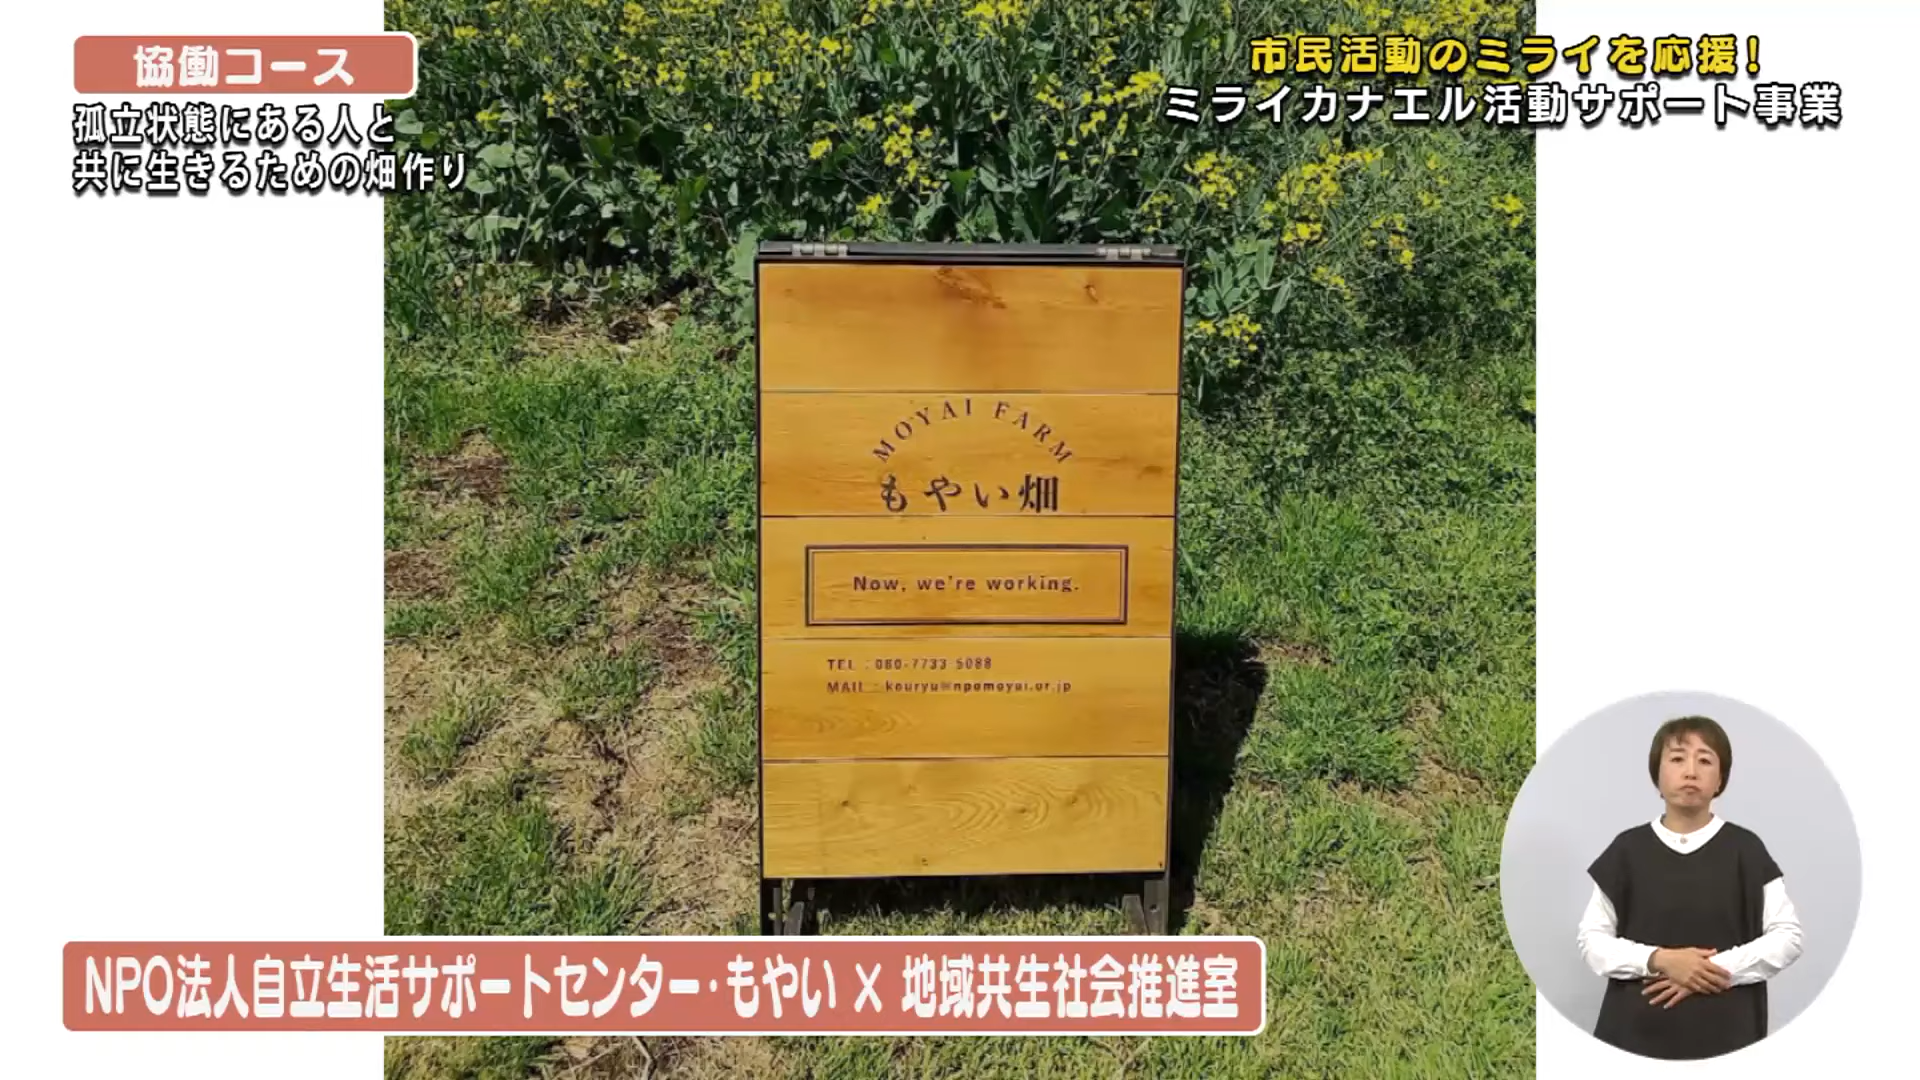 協働コース
孤立状態にある人と
共に生きるための畑作り
市民活動のミライを応援!
ミライカナエル活動サポート事業
MOYAI FARM
もやい畑
Now, we're working.
TEL : 080-7733-5088
MAIL : kouryu@npomoyai.or.jp
NPO法人自立生活サポートセンター・もやい × 地域共生社会推進室